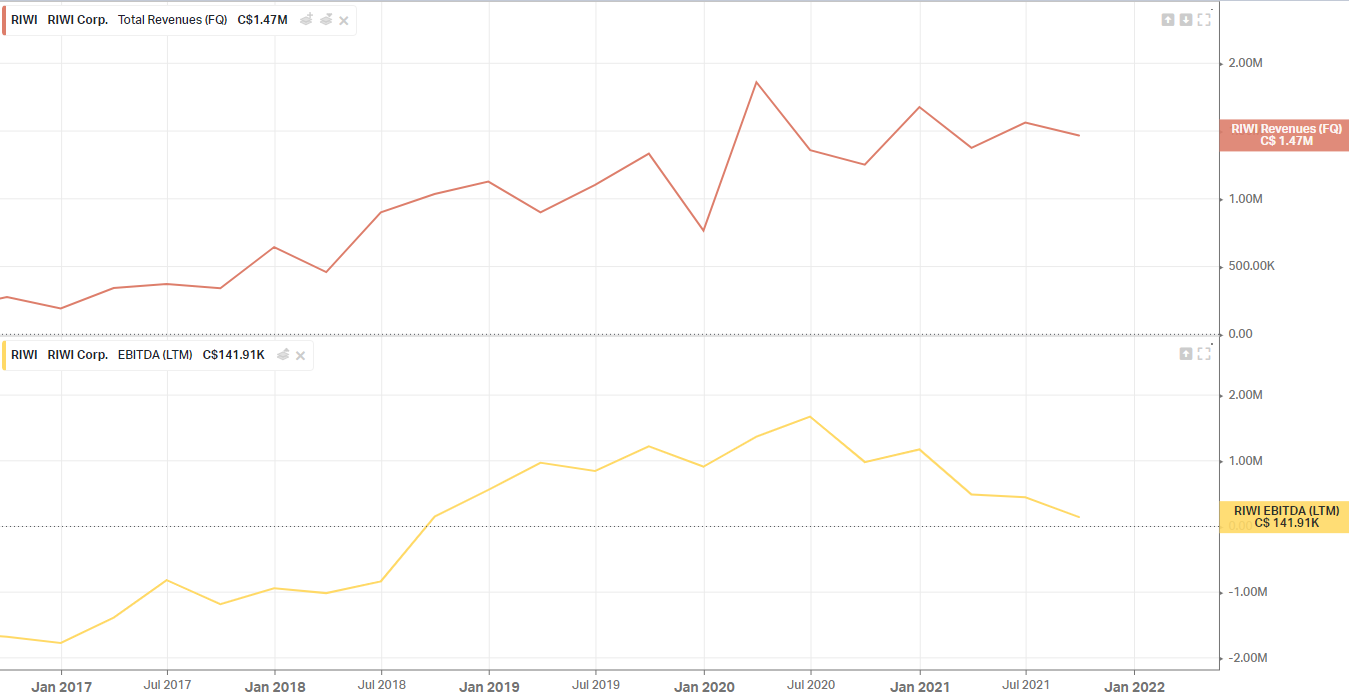 RIWI RIWI Corp. Total Revenues (FQ) C$1.47M
2.00M
RIWI Revenues (FQ)
C$ 1.47M
1.00M
500.00K
0.00
RIWI RIWI Corp. EBITDA (LTM) C$141.91K
2.00M
1.00M
RIWI EBITDA (LTM)
C$ 141.91K
0.00
-1.00M
-2.00M
Jan 2017 Jul 2017 Jan 2018 Jul 2018 Jan 2019 Jul 2019 Jan 2020 Jul 2020 Jan 2021 Jul 2021 Jan 2022